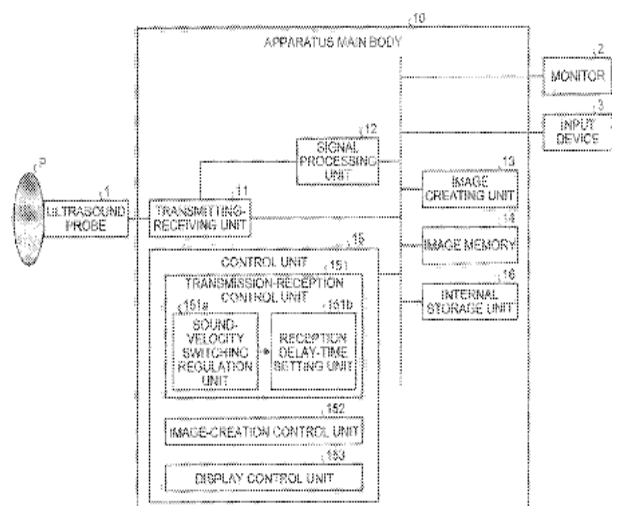 10
APPARATUS MAIN BODY
2
MONITOR
3
INPUT
DEVICE
12
SIGNAL
PROCESSING
UNIT
P
1
ULTRASOUND
PROBE
11
TRANSMITTING-
RECEIVING UNIT
13
IMAGE
CREATING UNIT
14
IMAGE MEMORY
16
INTERNAL
STORAGE UNIT
15
CONTROL UNIT
151
TRANSMISSION-RECEPTION
CONTROL UNIT
151a
SOUND-
VELOCITY
SWITCHING
REGULATION
UNIT
151b
RECEPTION
DELAY-TIME
SETTING UNIT
152
IMAGE-CREATION CONTROL UNIT
153
DISPLAY CONTROL UNIT